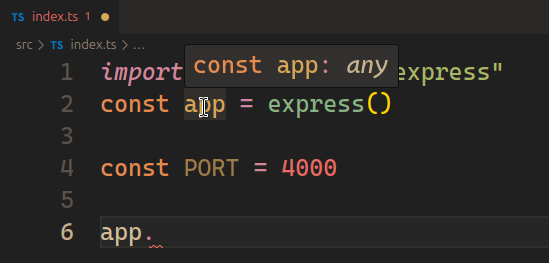 TS index.ts 1
src > TS index.ts > ...
1 import express"
const app: any
2 const app = express()
3
4 const PORT = 4000
5
6 app.